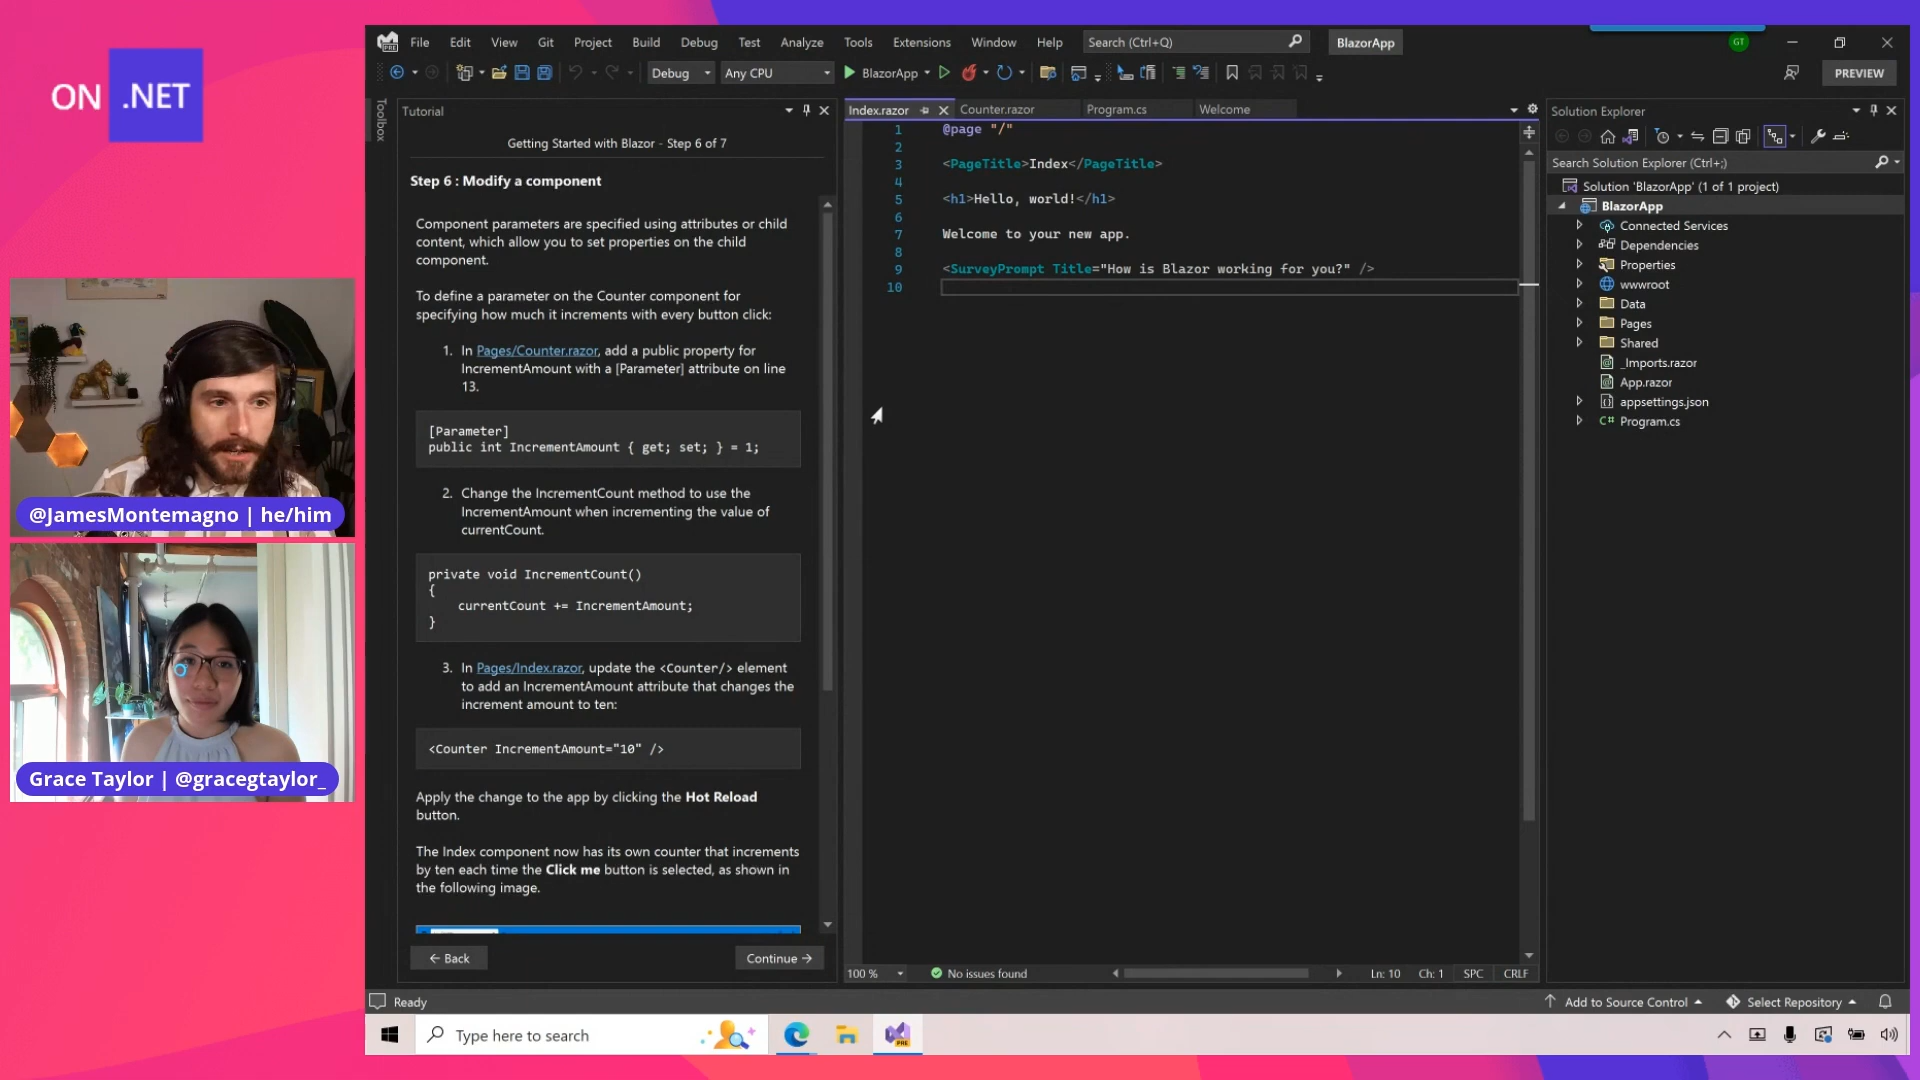 ON .NET
@JamesMontemagno | he/him
Grace Taylor | @gracegtaylor_
File Edit View Git Project Build Debug Test Analyze Tools Extensions Window Help Search (Ctrl+Q) BlazorApp GT
Debug Any CPU BlazorApp PREVIEW
Toolbox
Tutorial
Getting Started with Blazor - Step 6 of 7
Step 6 : Modify a component
Component parameters are specified using attributes or child
content, which allow you to set properties on the child
component.
To define a parameter on the Counter component for
specifying how much it increments with every button click:
1. In Pages/Counter.razor, add a public property for
IncrementAmount with a [Parameter] attribute on line
13.
[Parameter]
public int IncrementAmount { get; set; } = 1;
2. Change the IncrementCount method to use the
IncrementAmount when incrementing the value of
currentCount.
private void IncrementCount()
{
currentCount += IncrementAmount;
}
3. In Pages/Index.razor, update the <Counter/> element
to add an IncrementAmount attribute that changes the
increment amount to ten:
<Counter IncrementAmount="10" />
Apply the change to the app by clicking the Hot Reload
button.
The Index component now has its own counter that increments
by ten each time the Click me button is selected, as shown in
the following image.
← Back Continue →
Index.razor Counter.razor Program.cs Welcome
1 @page "/"
2
3 <PageTitle>Index</PageTitle>
4
5 <h1>Hello, world!</h1>
6
7 Welcome to your new app.
8
9 <SurveyPrompt Title="How is Blazor working for you?" />
10
100 % No issues found Ln: 10 Ch: 1 SPC CRLF
Solution Explorer
Search Solution Explorer (Ctrl+;)
Solution 'BlazorApp' (1 of 1 project)
BlazorApp
Connected Services
Dependencies
Properties
wwwroot
Data
Pages
Shared
_Imports.razor
App.razor
appsettings.json
C# Program.cs
Ready Add to Source Control Select Repository
Type here to search PRE